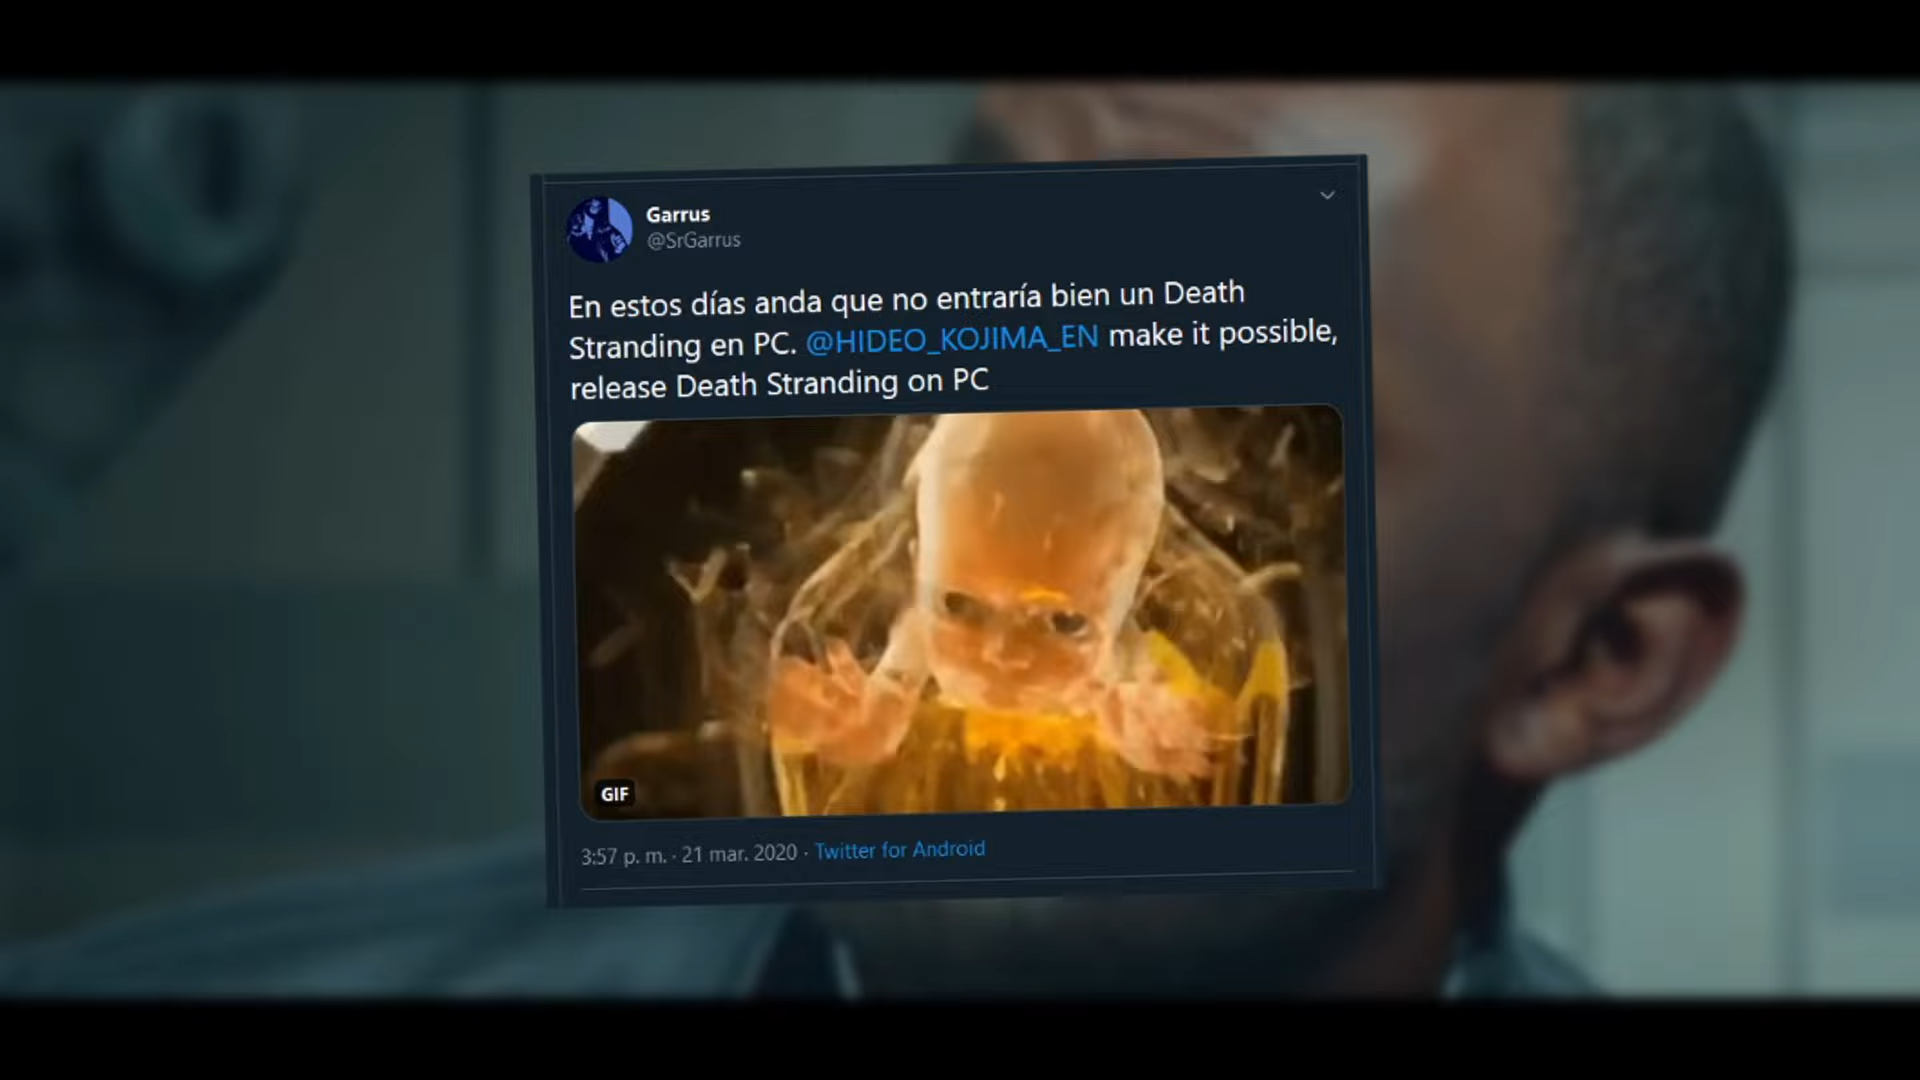 Garrus
@SrGarrus
En estos días anda que no entraría bien un Death
Stranding en PC. @HIDEO_KOJIMA_EN make it possible,
release Death Stranding on PC
GIF
3:57 p. m. · 21 mar. 2020 · Twitter for Android